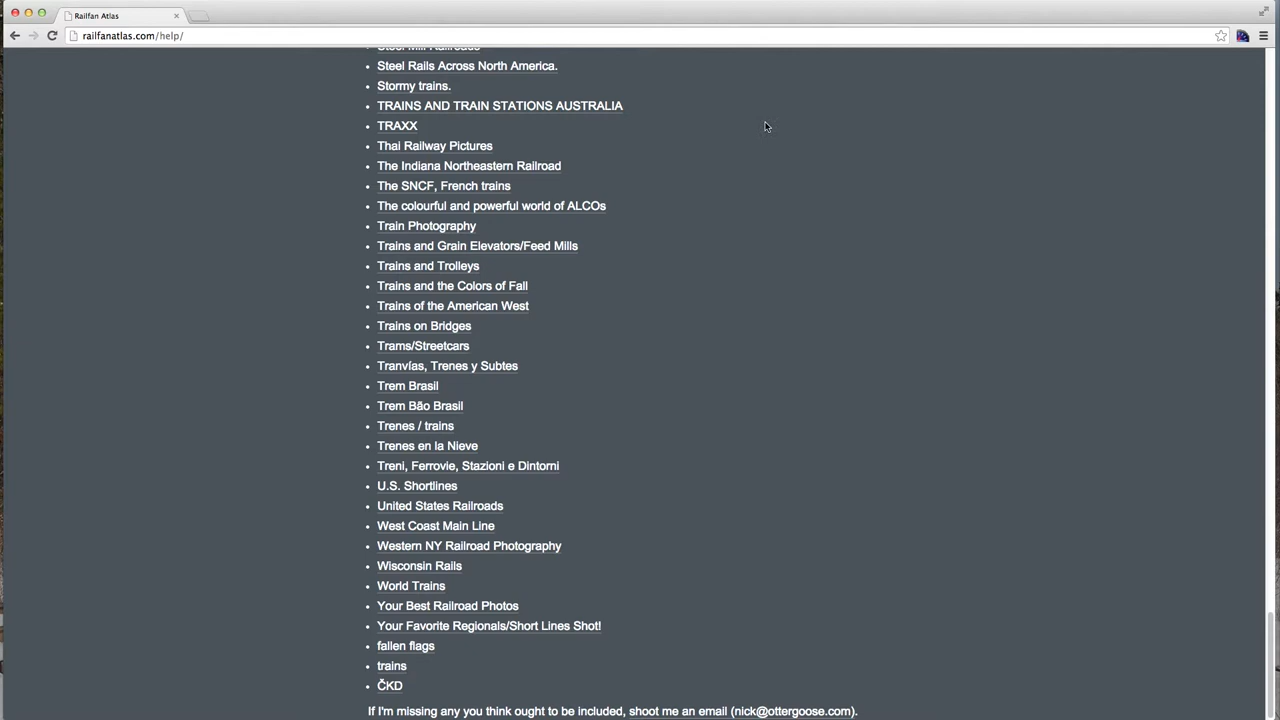 Railfan Atlas
railfanatlas.com/help/
Steel Mill Railroads
Steel Rails Across North America.
Stormy trains.
TRAINS AND TRAIN STATIONS AUSTRALIA
TRAXX
Thai Railway Pictures
The Indiana Northeastern Railroad
The SNCF, French trains
The colourful and powerful world of ALCOs
Train Photography
Trains and Grain Elevators/Feed Mills
Trains and Trolleys
Trains and the Colors of Fall
Trains of the American West
Trains on Bridges
Trams/Streetcars
Tranvías, Trenes y Subtes
Trem Brasil
Trem Bão Brasil
Trenes / trains
Trenes en la Nieve
Treni, Ferrovie, Stazioni e Dintorni
U.S. Shortlines
United States Railroads
West Coast Main Line
Western NY Railroad Photography
Wisconsin Rails
World Trains
Your Best Railroad Photos
Your Favorite Regionals/Short Lines Shot!
fallen flags
trains
ČKD
If I'm missing any you think ought to be included, shoot me an email (nick@ottergoose.com).